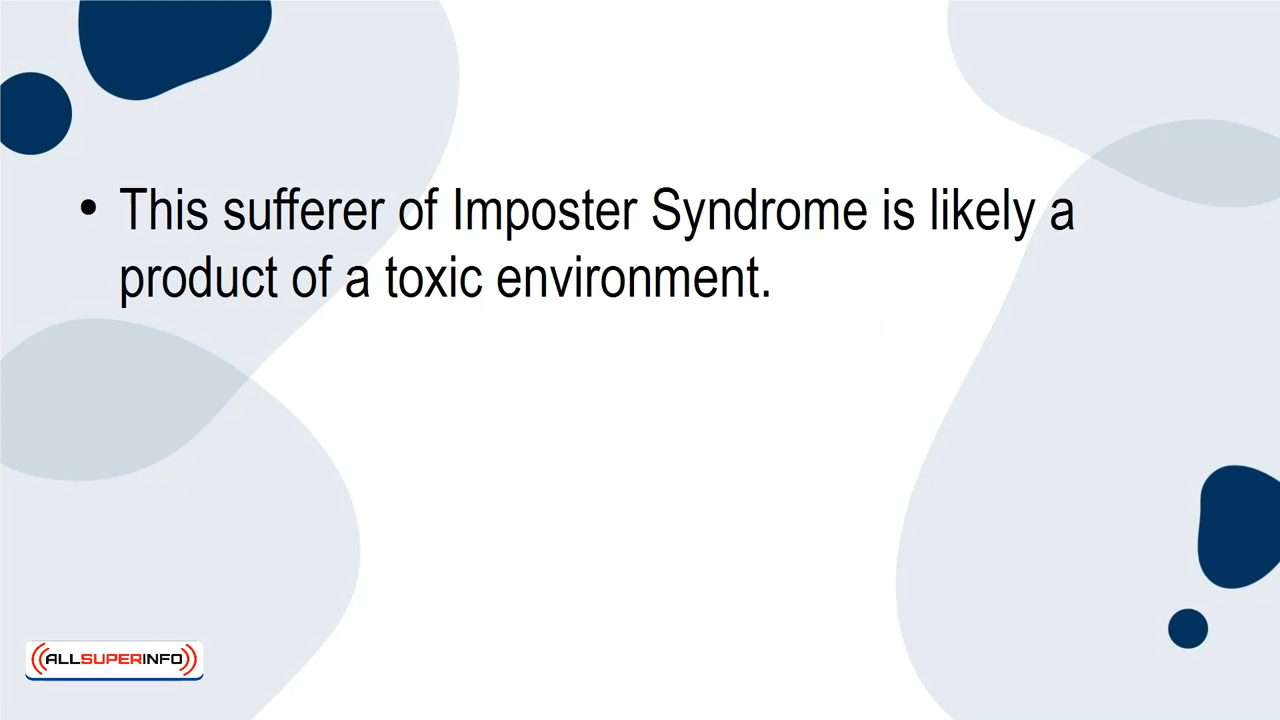 • This sufferer of Imposter Syndrome is likely a
product of a toxic environment.
ALLSUPERINFO